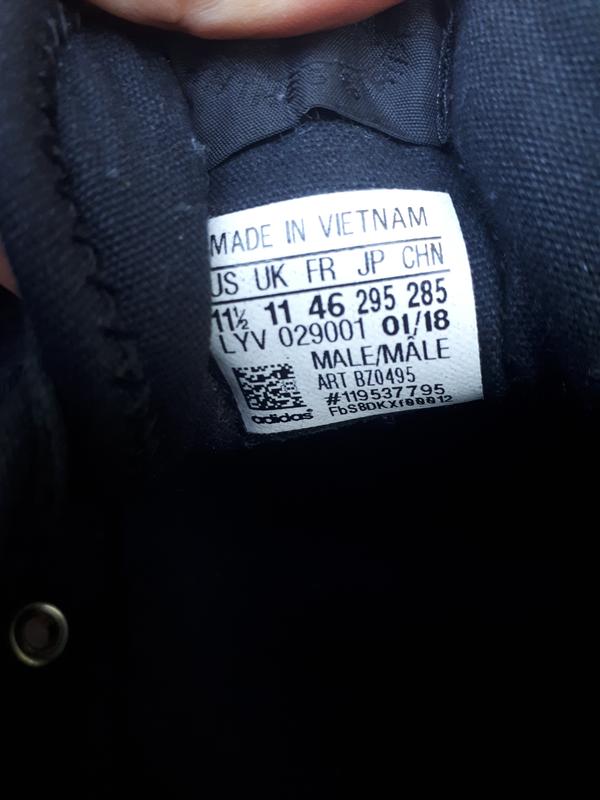 MADE IN VIETNAM
US UK FR JP CHN
11½ 11 46 295 285
LYV 029001 01/18
MALE/MÂLE
ART BZ0495
#119537795
adidas FbS8DKXf00012